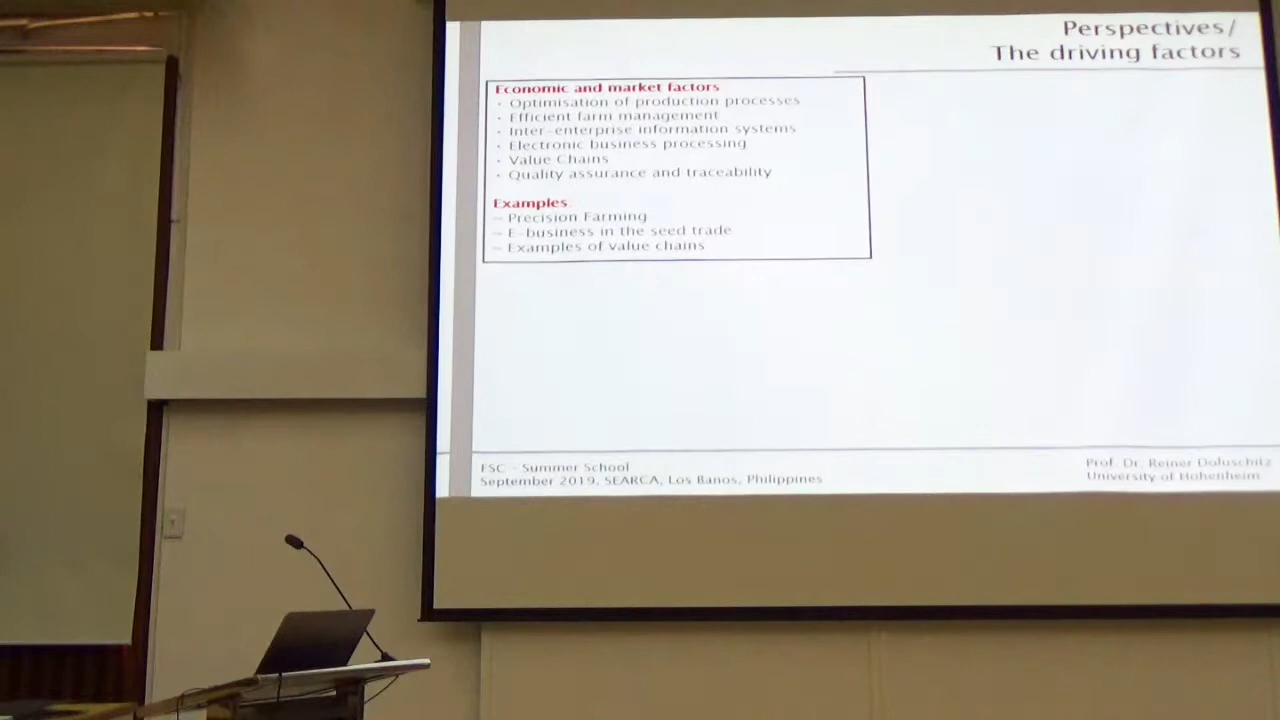 Perspectives/
The driving factors
Economic and market factors
· Optimisation of production processes
· Efficient farm management
· Inter-enterprise information systems
· Electronic business processing
· Value Chains
· Quality assurance and traceability
Examples
– Precision Farming
– E-business in the seed trade
– Examples of value chains
FSC - Summer School
September 2019, SEARCA, Los Banos, Philippines
Prof. Dr. Reiner Doluschitz
University of Hohenheim